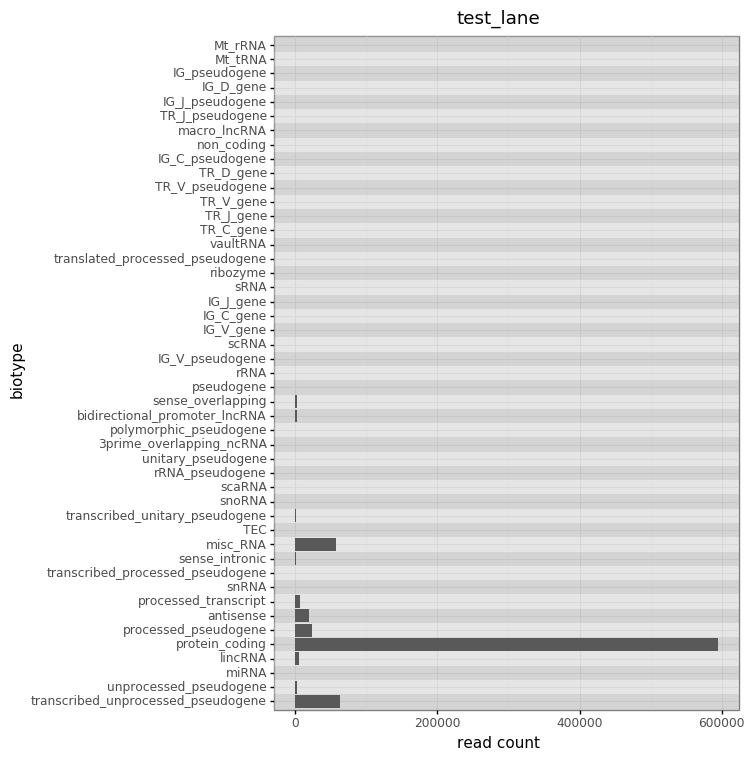 test_lane
biotype
Mt_rRNA
Mt_tRNA
IG_pseudogene
IG_D_gene
IG_J_pseudogene
TR_J_pseudogene
macro_lncRNA
non_coding
IG_C_pseudogene
TR_D_gene
TR_V_pseudogene
TR_V_gene
TR_J_gene
TR_C_gene
vaultRNA
translated_processed_pseudogene
ribozyme
sRNA
IG_J_gene
IG_C_gene
IG_V_gene
scRNA
IG_V_pseudogene
rRNA
pseudogene
sense_overlapping
bidirectional_promoter_lncRNA
polymorphic_pseudogene
3prime_overlapping_ncRNA
unitary_pseudogene
rRNA_pseudogene
scaRNA
snoRNA
transcribed_unitary_pseudogene
TEC
misc_RNA
sense_intronic
transcribed_processed_pseudogene
snRNA
processed_transcript
antisense
processed_pseudogene
protein_coding
lincRNA
miRNA
unprocessed_pseudogene
transcribed_unprocessed_pseudogene
0 200000 400000 600000
read count